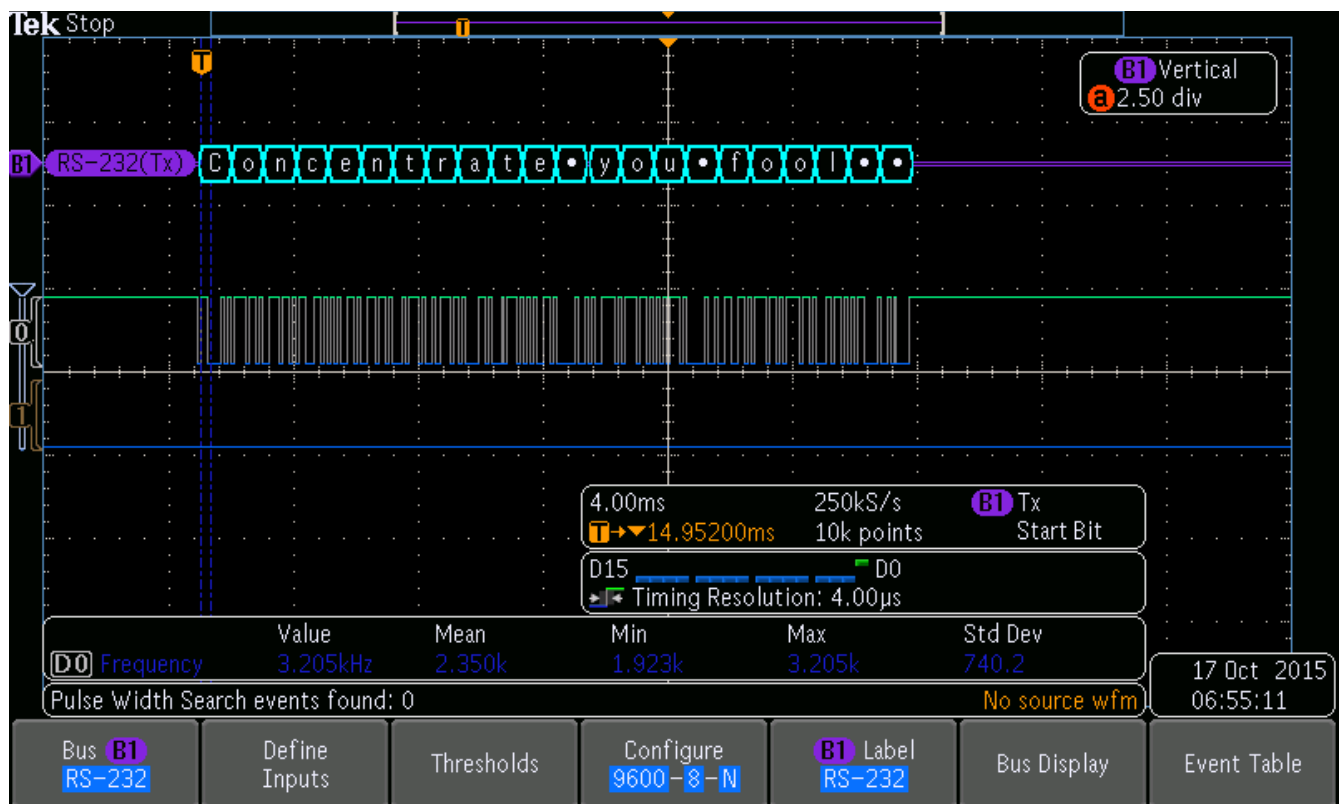 Tek Stop
T
T
B1 Vertical
a 2.50 div
B1 RS-232(Tx) C o n c e n t r a t e • y o u • f o o l • •
0
1
4.00ms 250kS/s B1 Tx
T→▼14.95200ms 10k points Start Bit
D15 D0
Timing Resolution: 4.00µs
Value Mean Min Max Std Dev
D0 Frequency 3.205kHz 2.350k 1.923k 3.205k 740.2
Pulse Width Search events found: 0 No source wfm
17 Oct 2015
06:55:11
Bus B1
RS-232
Define
Inputs
Thresholds
Configure
9600-8-N
B1 Label
RS-232
Bus Display
Event Table